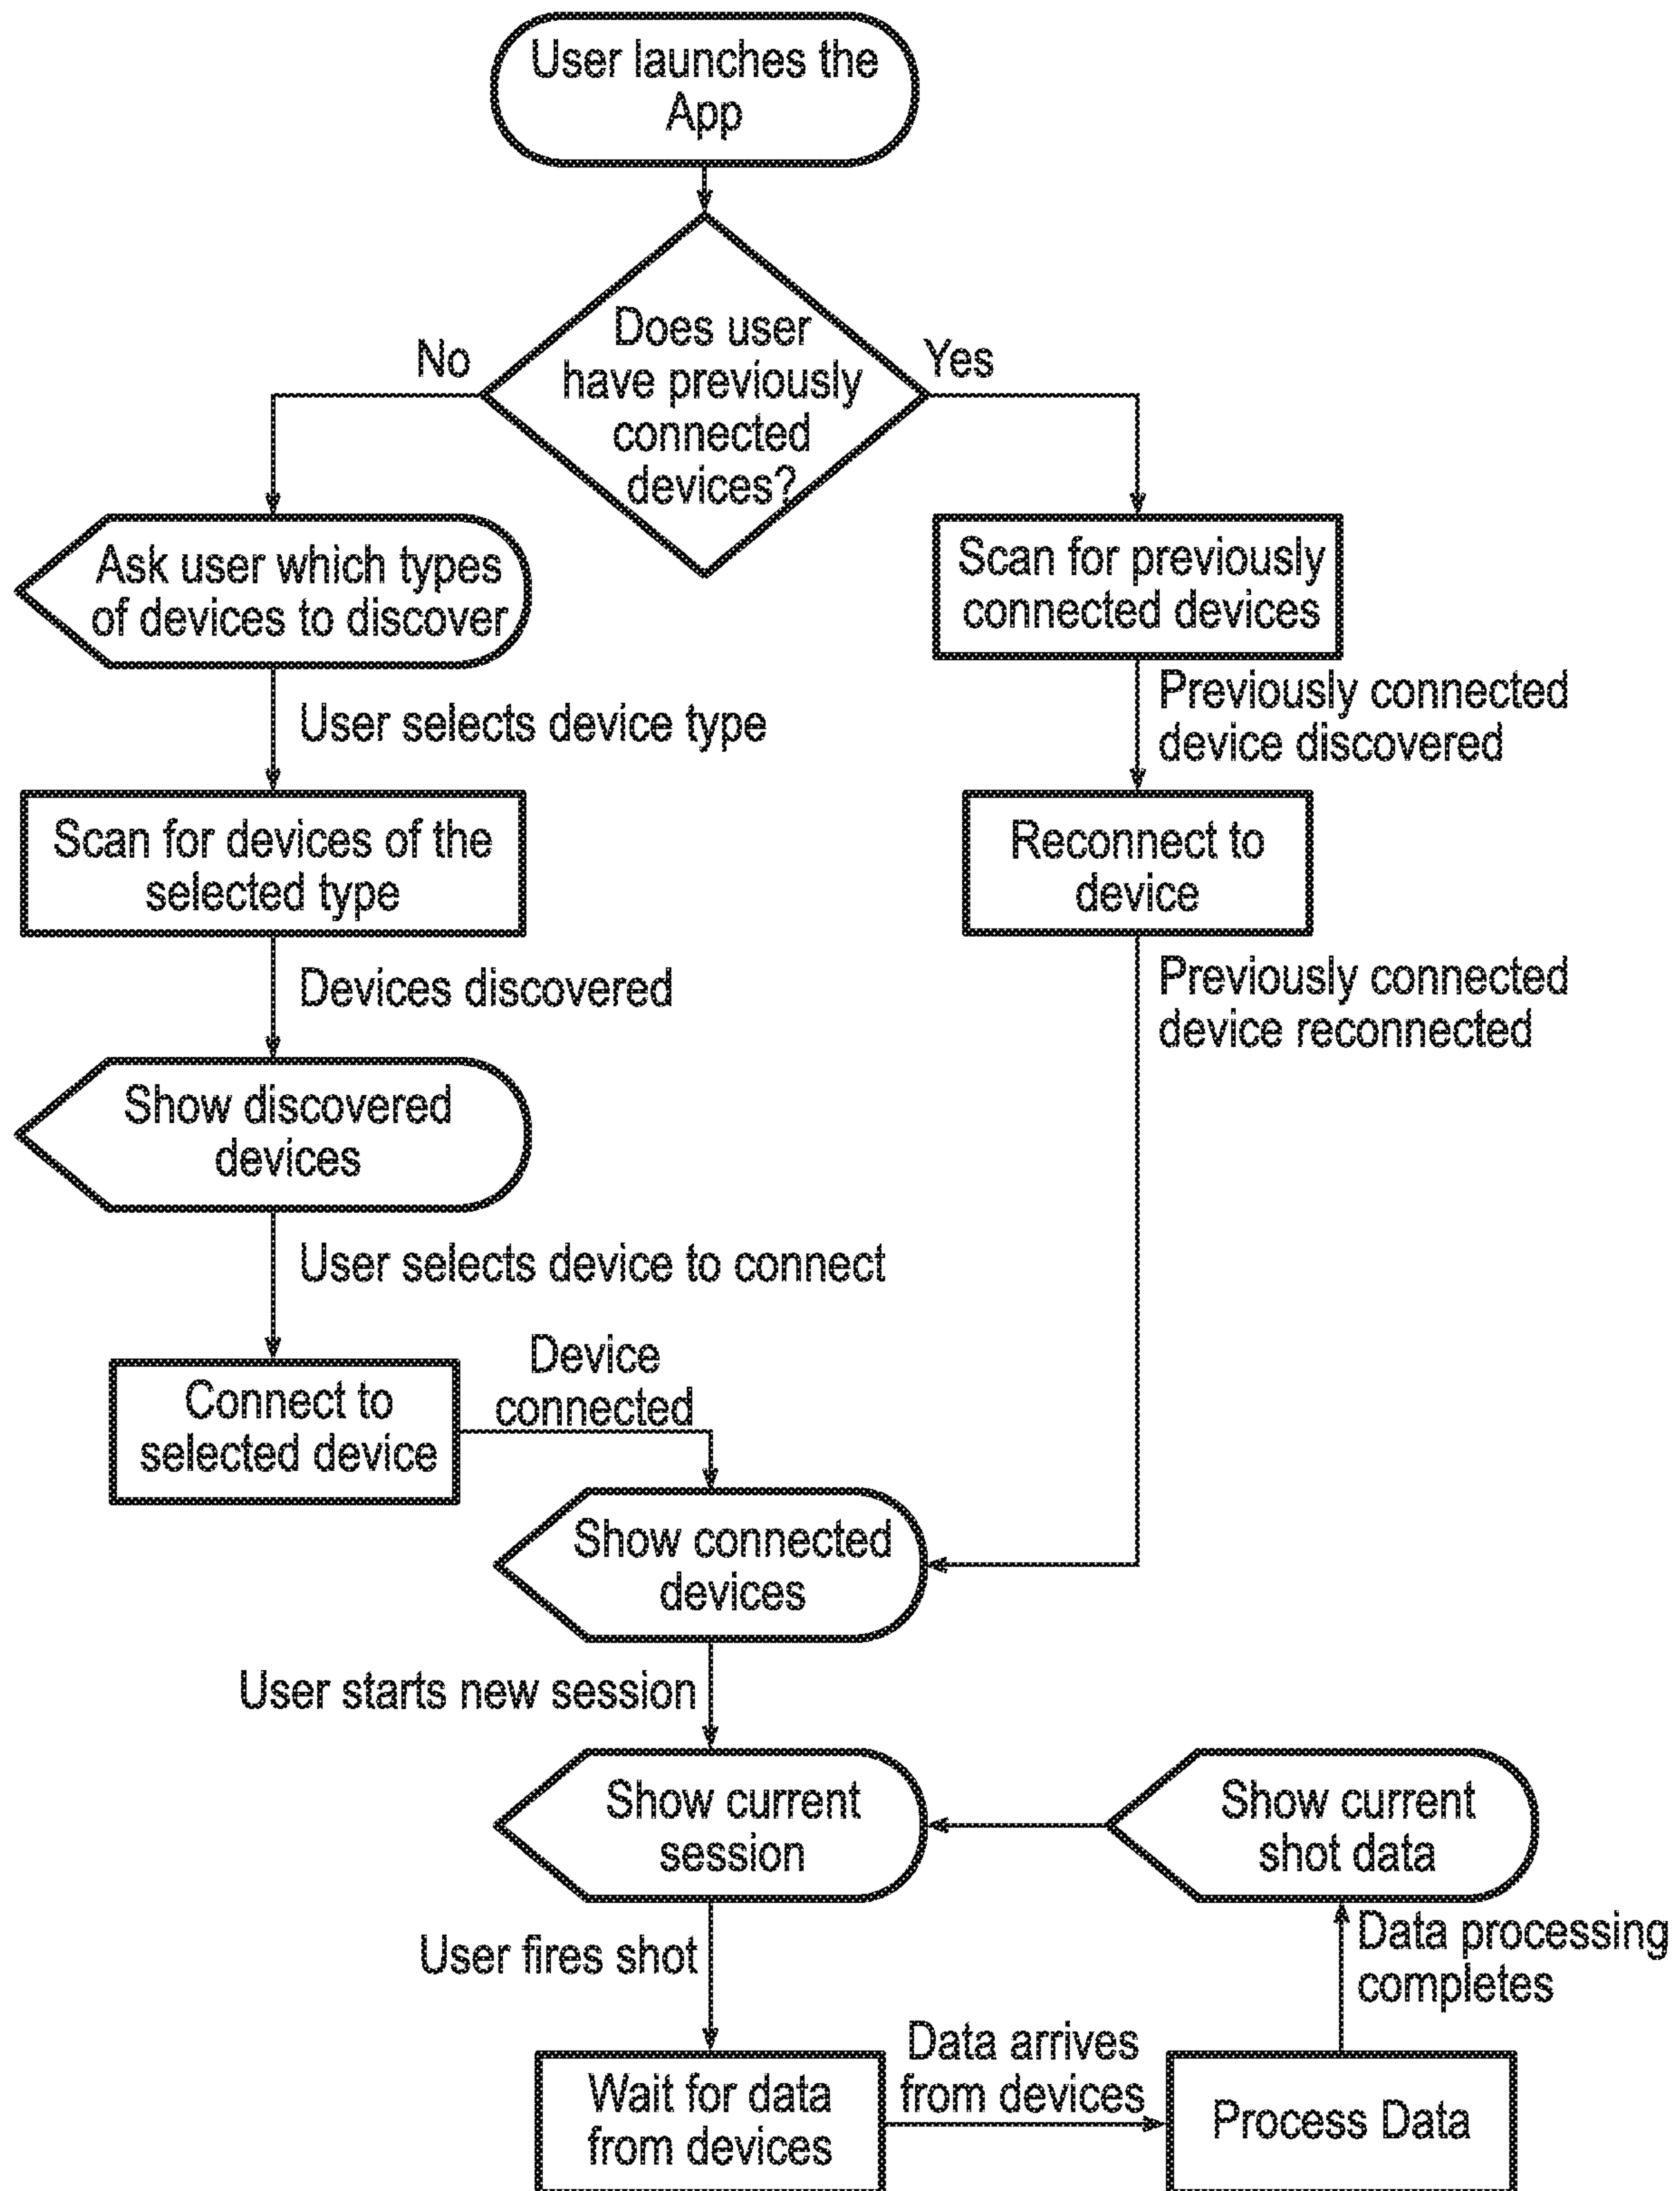 User launches the
App
Does user
have previously
connected
devices?
No
Yes
Ask user which types
of devices to discover
Scan for previously
connected devices
User selects device type
Previously connected
device discovered
Scan for devices of the
selected type
Reconnect to
device
Devices discovered
Previously connected
device reconnected
Show discovered
devices
User selects device to connect
Connect to
selected device
Device
connected
Show connected
devices
User starts new session
Show current
session
Show current
shot data
User fires shot
Data processing
completes
Wait for data
from devices
Data arrives
from devices
Process Data